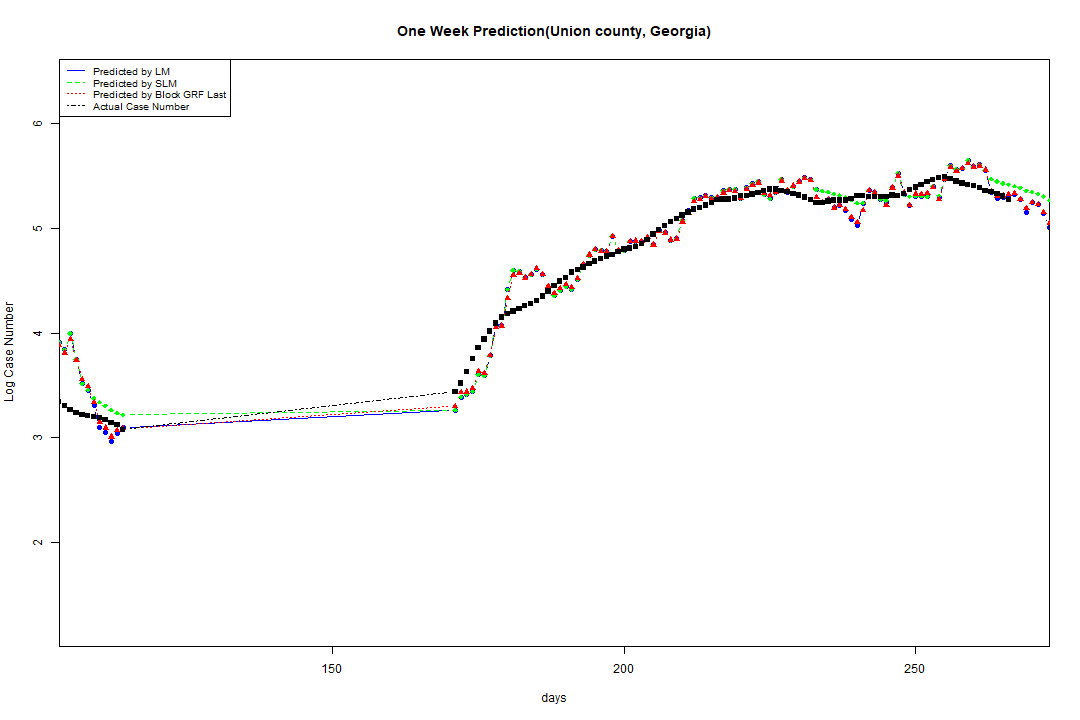 One Week Prediction(Union county, Georgia)
Predicted by LM
Predicted by SLM
Predicted by Block GRF Last
Actual Case Number
6
5
4
3
2
Log Case Number
150 200 250
days